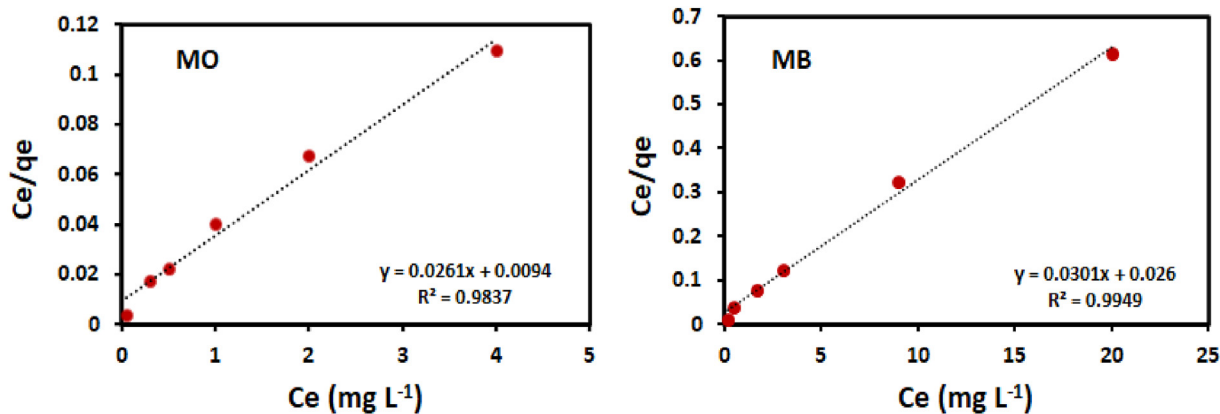 MO
Ce/qe
0.12
0.1
0.08
0.06
0.04
0.02
0
y = 0.0261x + 0.0094
R² = 0.9837
0 1 2 3 4 5
Ce (mg L⁻¹)
MB
Ce/qe
0.7
0.6
0.5
0.4
0.3
0.2
0.1
0
y = 0.0301x + 0.026
R² = 0.9949
0 5 10 15 20 25
Ce (mg L⁻¹)